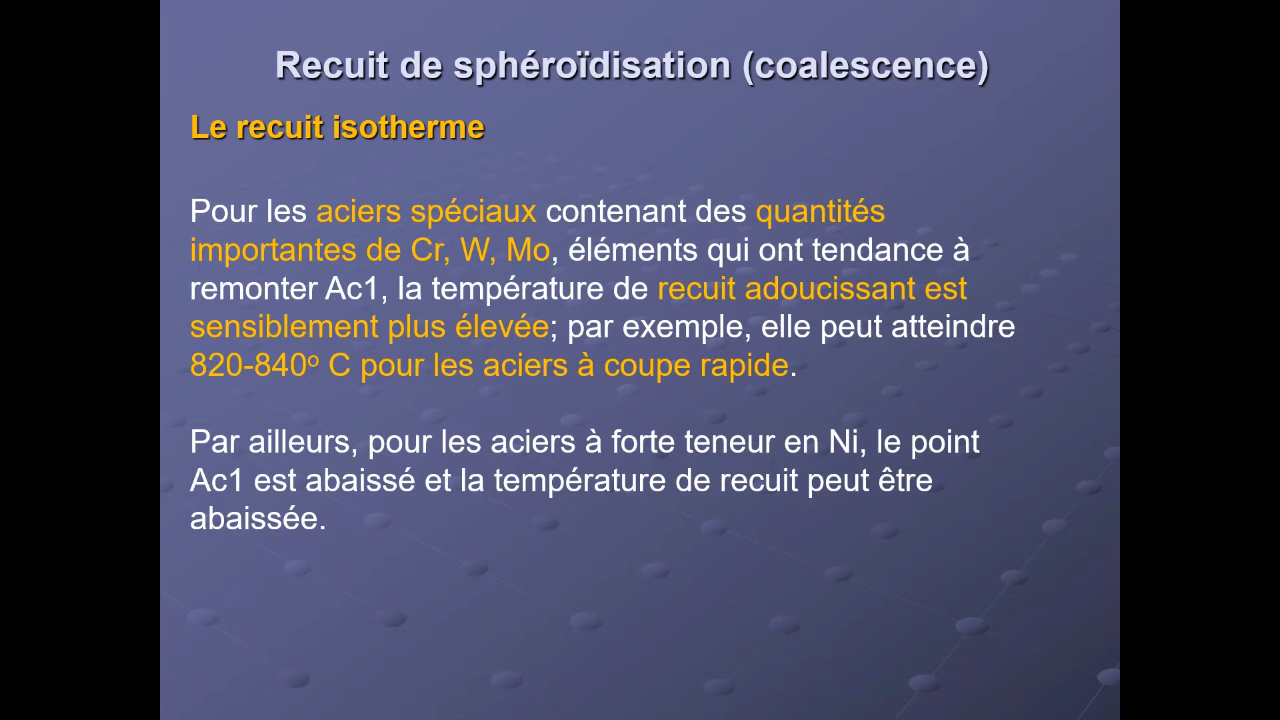 Recuit de sphéroïdisation (coalescence)
Le recuit isotherme
Pour les aciers spéciaux contenant des quantités
importantes de Cr, W, Mo, éléments qui ont tendance à
remonter Ac1, la température de recuit adoucissant est
sensiblement plus élevée; par exemple, elle peut atteindre
820-840º C pour les aciers à coupe rapide.
Par ailleurs, pour les aciers à forte teneur en Ni, le point
Ac1 est abaissé et la température de recuit peut être
abaissée.